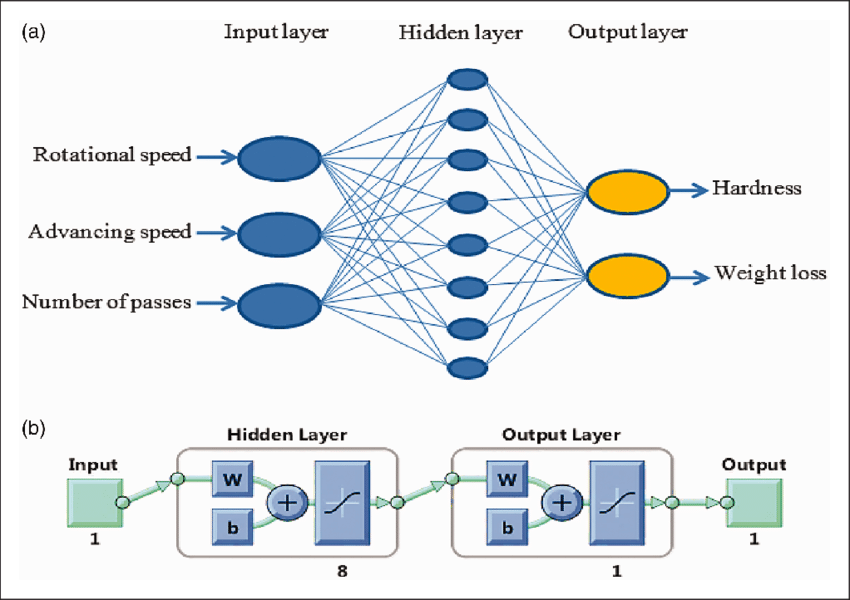 (a)
Input layer Hidden layer Output layer
Rotational speed
Hardness
Advancing speed
Weight loss
Number of passes
(b)
Hidden Layer Output Layer
Input Output
W W
+ +
b b
1 1
8 1